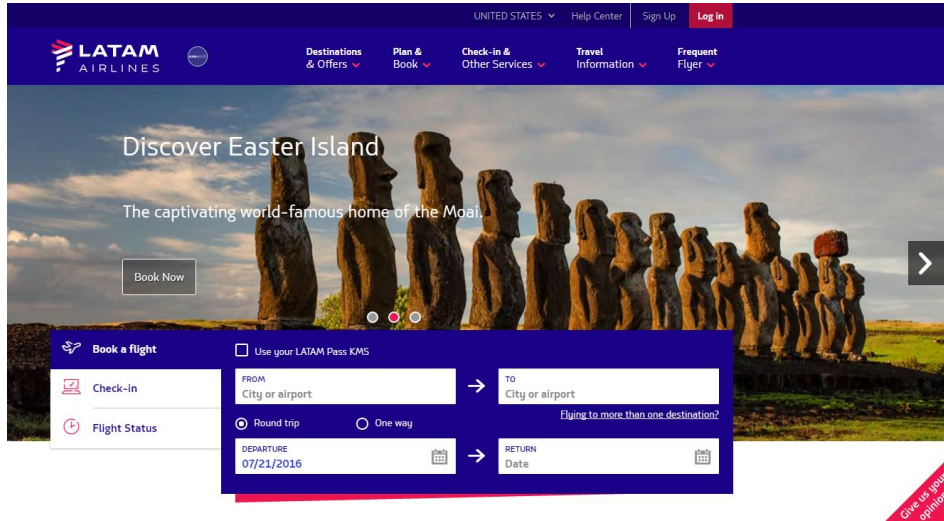 UNITED STATES Help Center Sign Up Log in
LATAM
AIRLINES
Destinations
& Offers
Plan &
Book
Check-in &
Other Services
Travel
Information
Frequent
Flyer
Discover Easter Island
The captivating world-famous home of the Moai.
Book Now
Book a flight
Check-in
Flight Status
Use your LATAM Pass KMS
FROM
City or airport
TO
City or airport
Flying to more than one destination?
Round trip One way
DEPARTURE
07/21/2016
RETURN
Date
Give us your
opinion